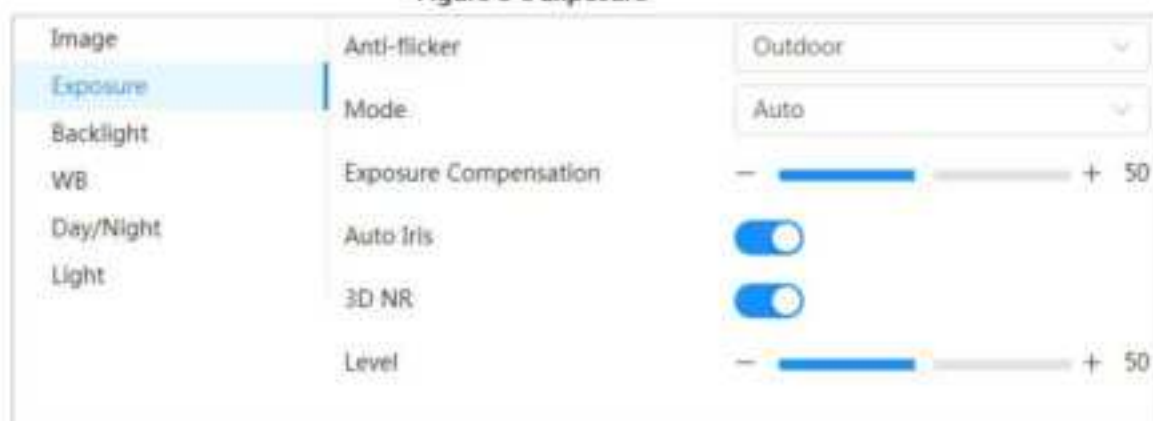 Image
Exposure
Backlight
WB
Day/Night
Light
Anti-flicker
Outdoor
Mode
Auto
Exposure Compensation
− + 50
Auto Iris
3D NR
Level
− + 50